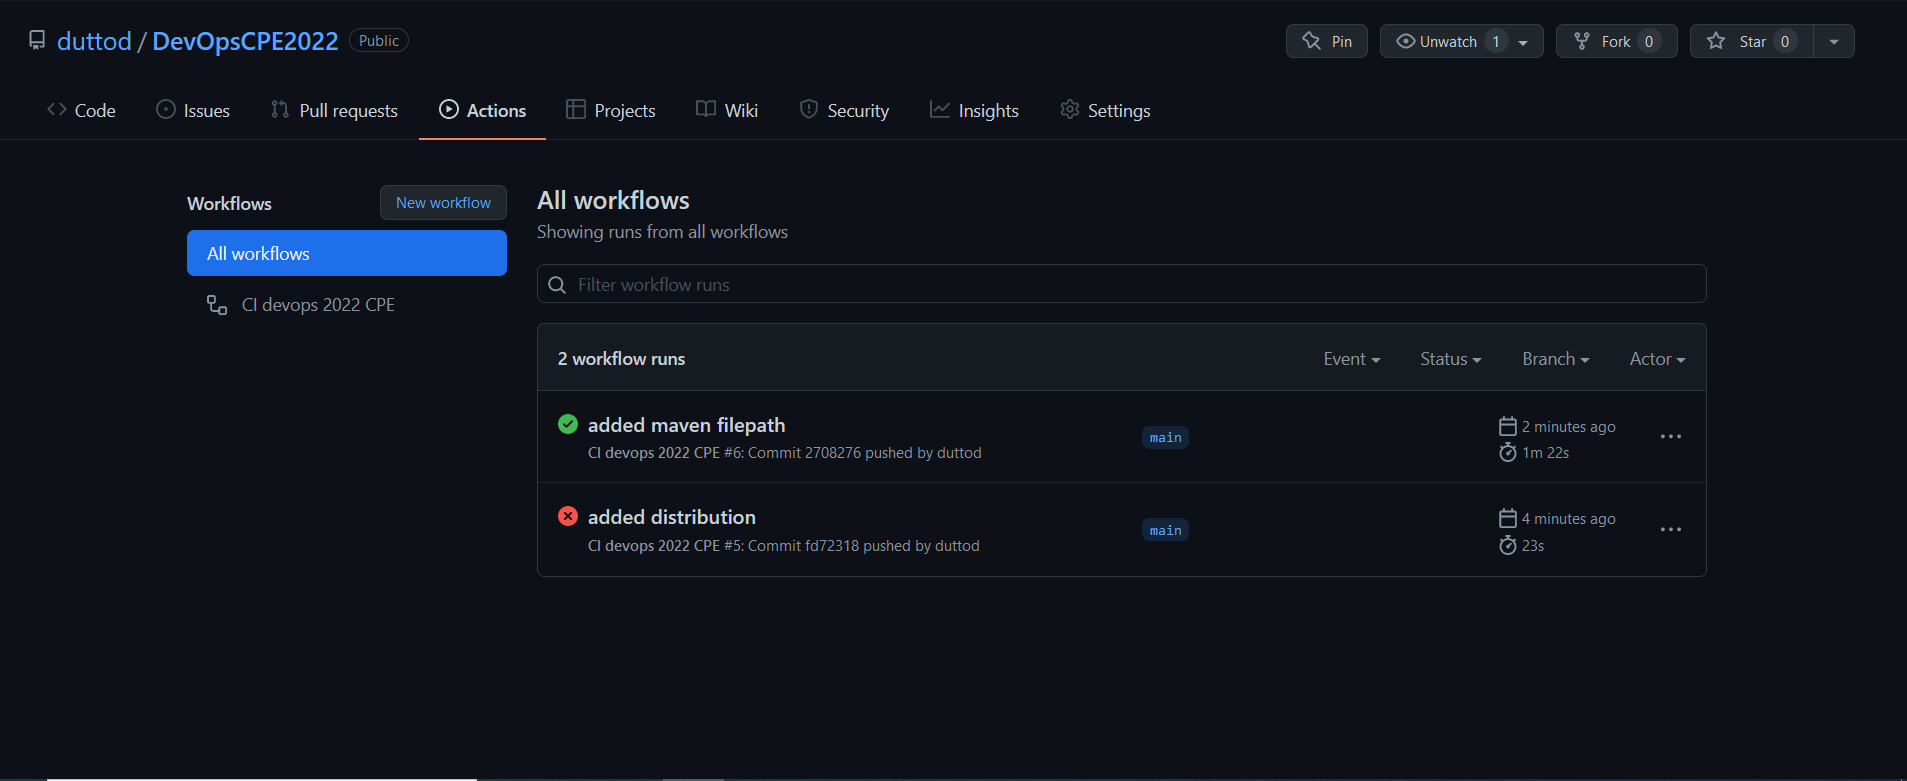 duttod / DevOpsCPE2022 Public
Pin Unwatch 1 Fork 0 Star 0
Code Issues Pull requests Actions Projects Wiki Security Insights Settings
Workflows New workflow
All workflows
CI devops 2022 CPE
All workflows
Showing runs from all workflows
Filter workflow runs
2 workflow runs Event Status Branch Actor
added maven filepath
CI devops 2022 CPE #6: Commit 2708276 pushed by duttod
main
2 minutes ago
1m 22s
added distribution
CI devops 2022 CPE #5: Commit fd72318 pushed by duttod
main
4 minutes ago
23s